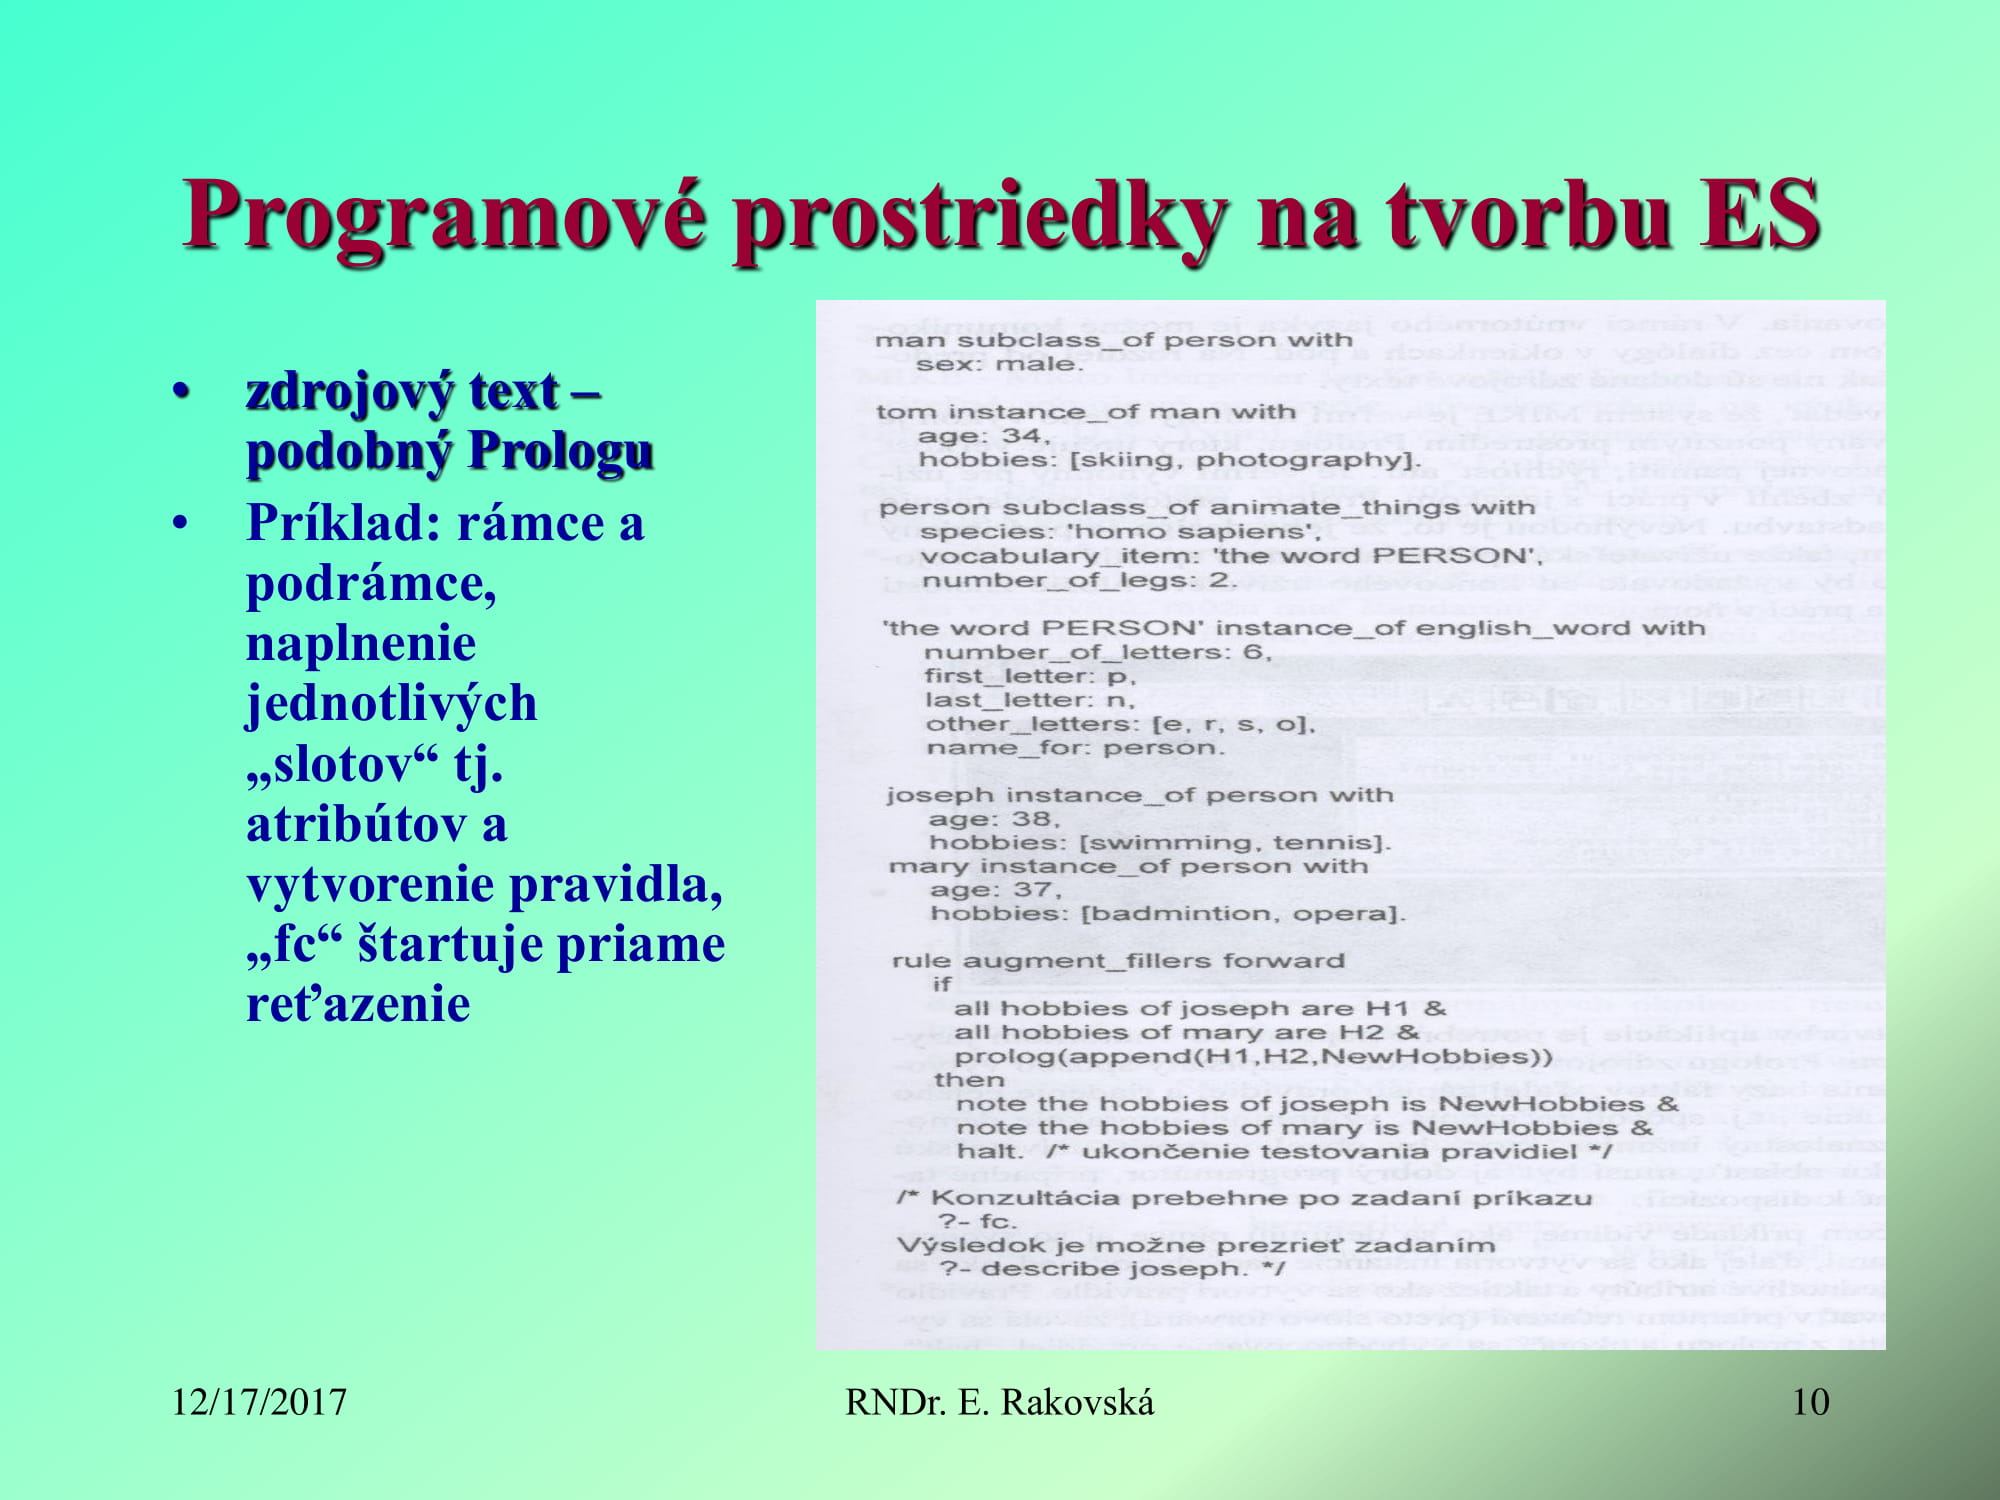 Programové prostriedky na tvorbu ES
• zdrojový text –
podobný Prologu
• Príklad: rámce a
podrámce,
naplnenie
jednotlivých
„slotov“ tj.
atribútov a
vytvorenie pravidla,
„fc“ štartuje priame
reťazenie
man subclass_of person with
sex: male.
tom instance_of man with
age: 34,
hobbies: [skiing, photography].
person subclass_of animate_things with
species: 'homo sapiens',
vocabulary_item: 'the word PERSON',
number_of_legs: 2.
'the word PERSON' instance_of english_word with
number_of_letters: 6,
first_letter: p,
last_letter: n,
other_letters: [e, r, s, o],
name_for: person.
joseph instance_of person with
age: 38,
hobbies: [swimming, tennis].
mary instance_of person with
age: 37,
hobbies: [badmintion, opera].
rule augment_fillers forward
if
all hobbies of joseph are H1 &
all hobbies of mary are H2 &
prolog(append(H1,H2,NewHobbies))
then
note the hobbies of joseph is NewHobbies &
note the hobbies of mary is NewHobbies &
halt. /* ukončenie testovania pravidiel */
/* Konzultácia prebehne po zadaní príkazu
?- fc.
Výsledok je možne prezrieť zadaním
?- describe joseph. */
12/17/2017
RNDr. E. Rakovská
10